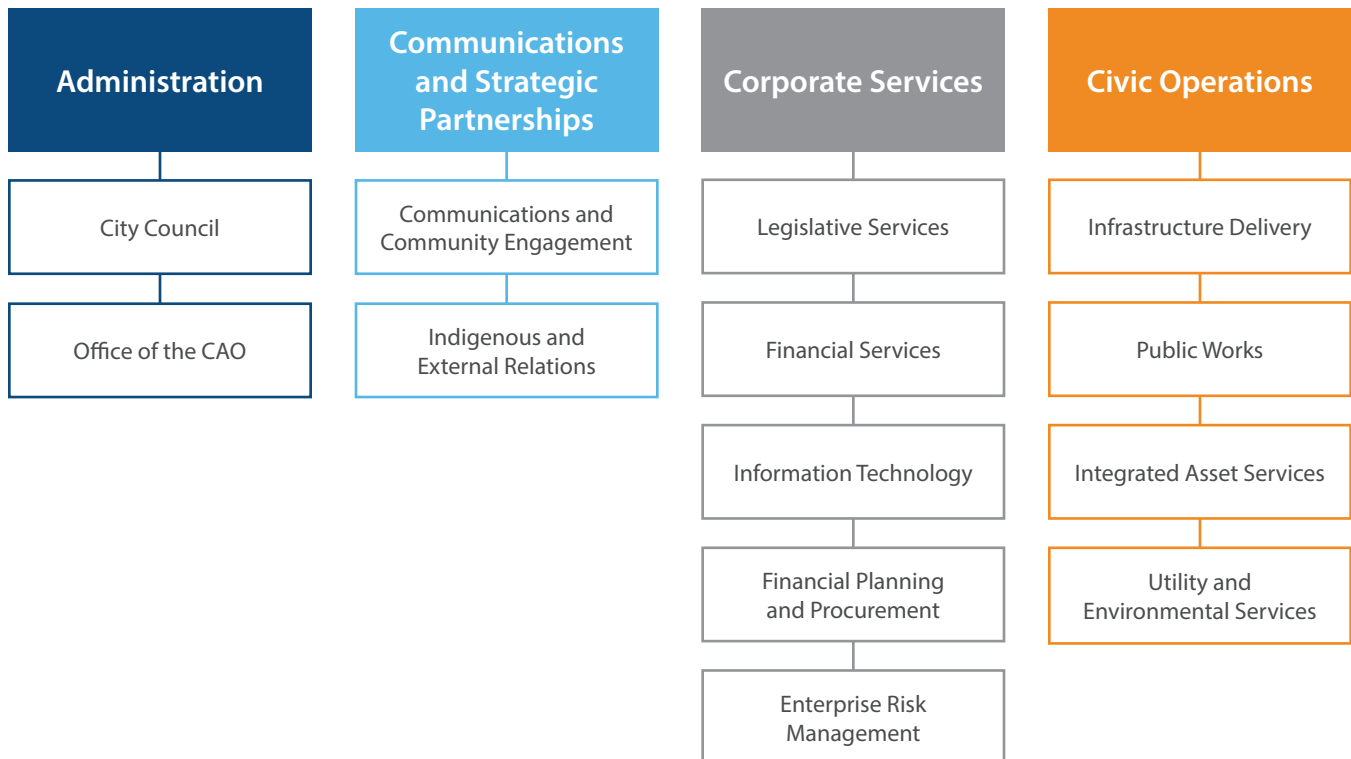 Administration
City Council
Office of the CAO
Communications
and Strategic
Partnerships
Communications and
Community Engagement
Indigenous and
External Relations
Corporate Services
Legislative Services
Financial Services
Information Technology
Financial Planning
and Procurement
Enterprise Risk
Management
Civic Operations
Infrastructure Delivery
Public Works
Integrated Asset Services
Utility and
Environmental Services